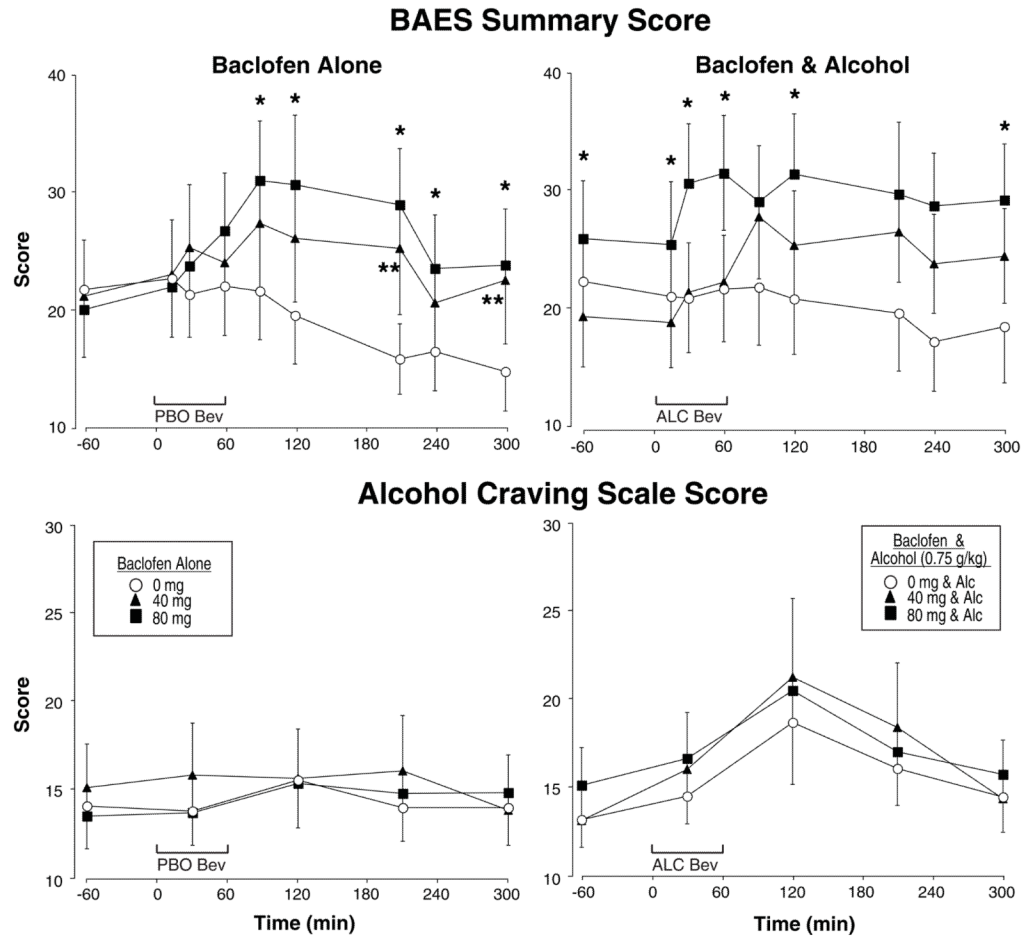 BAES Summary Score
Baclofen Alone
Baclofen & Alcohol
40
30
20
10
Score
*
*
*
*
*
**
**
PBO Bev
-60
0
60
120
180
240
300
40
30
20
10
*
*
*
*
*
*
ALC Bev
-60
0
60
120
180
240
300
Alcohol Craving Scale Score
30
25
20
15
10
Score
Baclofen Alone
0 mg
40 mg
80 mg
PBO Bev
-60
0
60
120
180
240
300
Time (min)
30
25
20
15
10
Baclofen &
Alcohol (0.75 g/kg)
0 mg & Alc
40 mg & Alc
80 mg & Alc
ALC Bev
-60
0
60
120
180
240
300
Time (min)